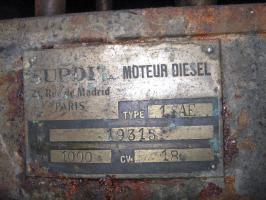 MOTEUR DIESEL
Rue de Madrid
PARIS
TYPE
19315
1000 CV. 18